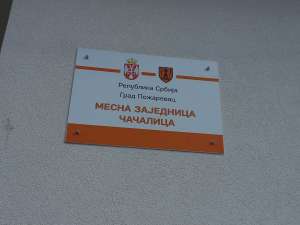 Република Србија
Град Пожаревац
МЕСНА ЗАЈЕДНИЦА
ЧАЧАЛИЦА